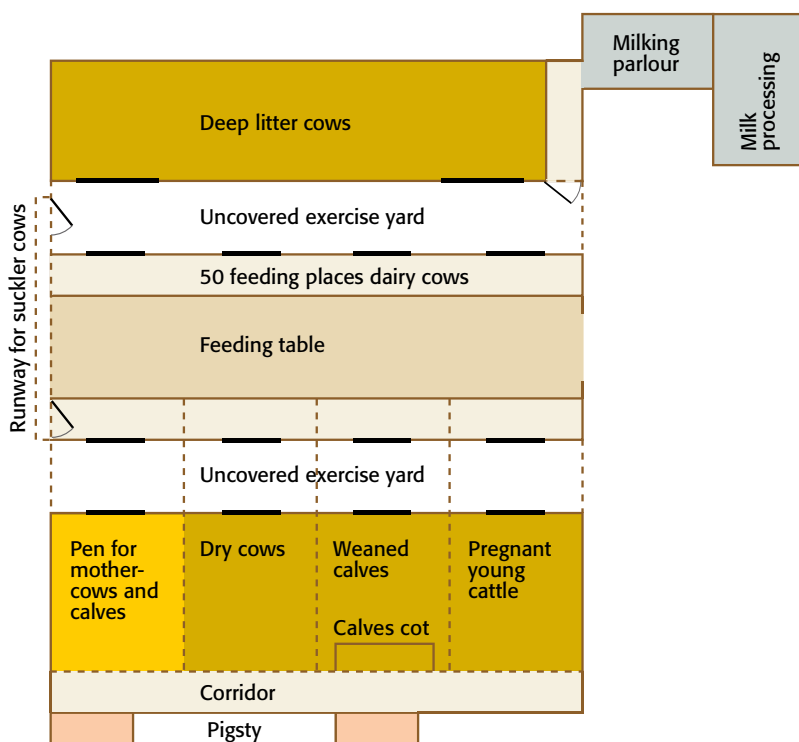 Milking
parlour
Milk
processing
Deep litter cows
Uncovered exercise yard
Runway for suckler cows
50 feeding places dairy cows
Feeding table
Uncovered exercise yard
Pen for
mother-
cows and
calves
Dry cows
Weaned
calves
Calves cot
Pregnant
young
cattle
Corridor
Pigsty